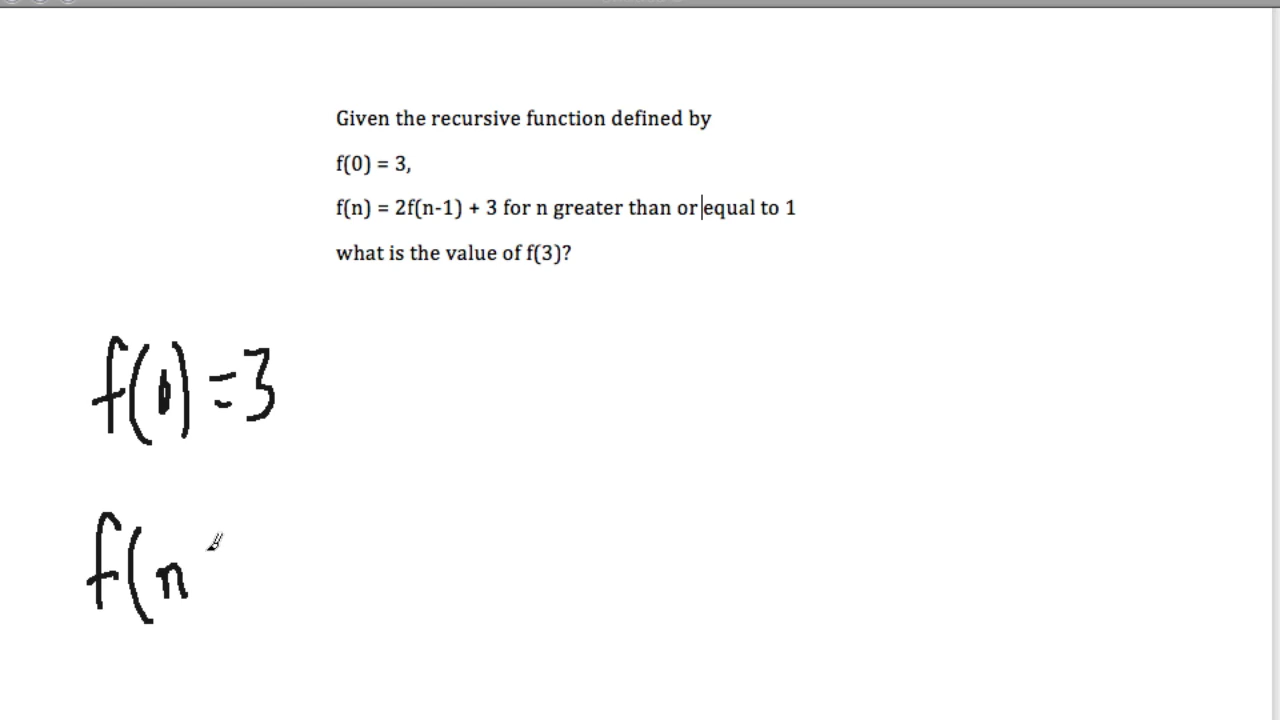 Given the recursive function defined by
f(0) = 3,
f(n) = 2f(n-1) + 3 for n greater than or equal to 1
what is the value of f(3)?
f(0) = 3
f(n